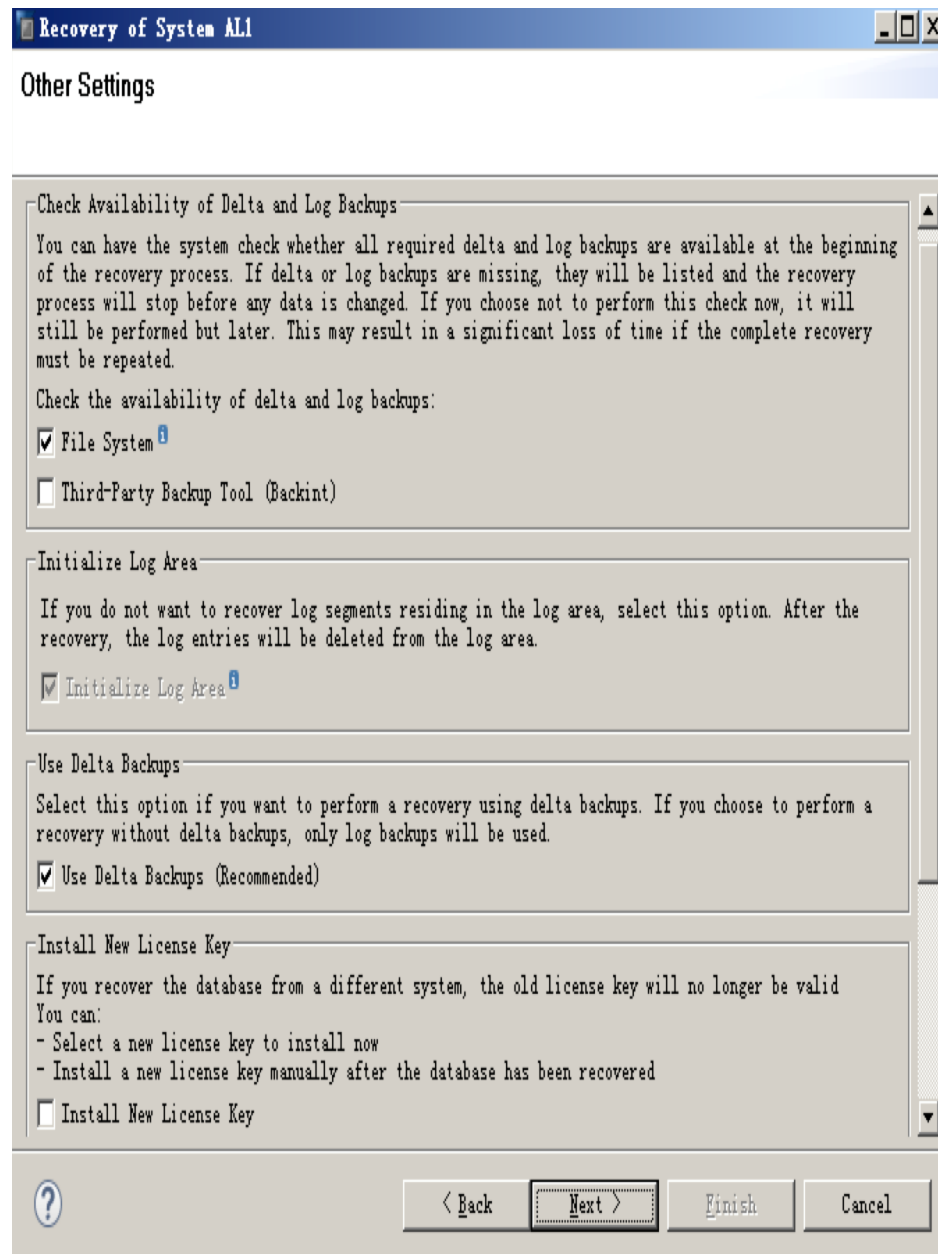 Recovery of System AL1
Other Settings
Check Availability of Delta and Log Backups
You can have the system check whether all required delta and log backups are available at the beginning
of the recovery process. If delta or log backups are missing, they will be listed and the recovery
process will stop before any data is changed. If you choose not to perform this check now, it will
still be performed but later. This may result in a significant loss of time if the complete recovery
must be repeated.
Check the availability of delta and log backups:
File System
Third-Party Backup Tool (Backint)
Initialize Log Area
If you do not want to recover log segments residing in the log area, select this option. After the
recovery, the log entries will be deleted from the log area.
Initialize Log Area
Use Delta Backups
Select this option if you want to perform a recovery using delta backups. If you choose to perform a
recovery without delta backups, only log backups will be used.
Use Delta Backups (Recommended)
Install New License Key
If you recover the database from a different system, the old license key will no longer be valid
You can:
- Select a new license key to install now
- Install a new license key manually after the database has been recovered
Install New License Key
< Back Next > Finish Cancel